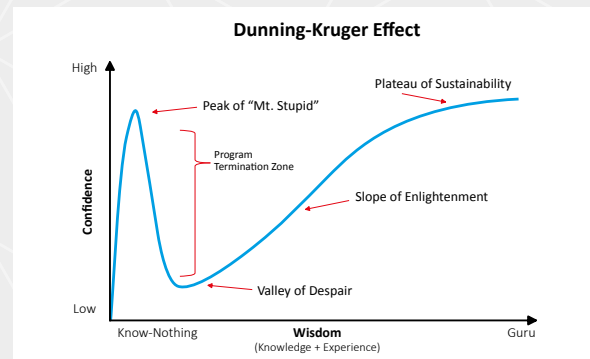 Dunning-Kruger Effect
High
Plateau of Sustainability
Peak of “Mt. Stupid”
Program
Termination Zone
Confidence
Slope of Enlightenment
Valley of Despair
Low
Know-Nothing
Wisdom
Guru
(Knowledge + Experience)